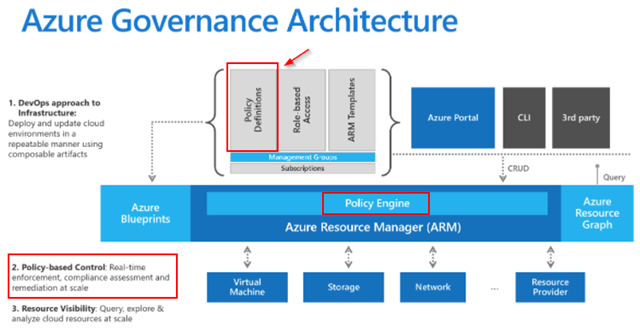 Azure Governance Architecture
1. DevOps approach to
Infrastructure:
Deploy and update cloud
environments in a
repeatable manner using
composable artifacts
Policy
Definitions
Role-based
Access
ARM Templates
Management Groups
Subscriptions
Azure Portal
CLI
3rd party
CRUD
Query
Azure
Blueprints
Policy Engine
Azure Resource Manager (ARM)
Azure
Resource
Graph
2. Policy-based Control: Real-time
enforcement, compliance assessment and
remediation at scale
3. Resource Visibility: Query, explore &
analyze cloud resources at scale
Virtual
Machine
Storage
Network
...
Resource
Provider